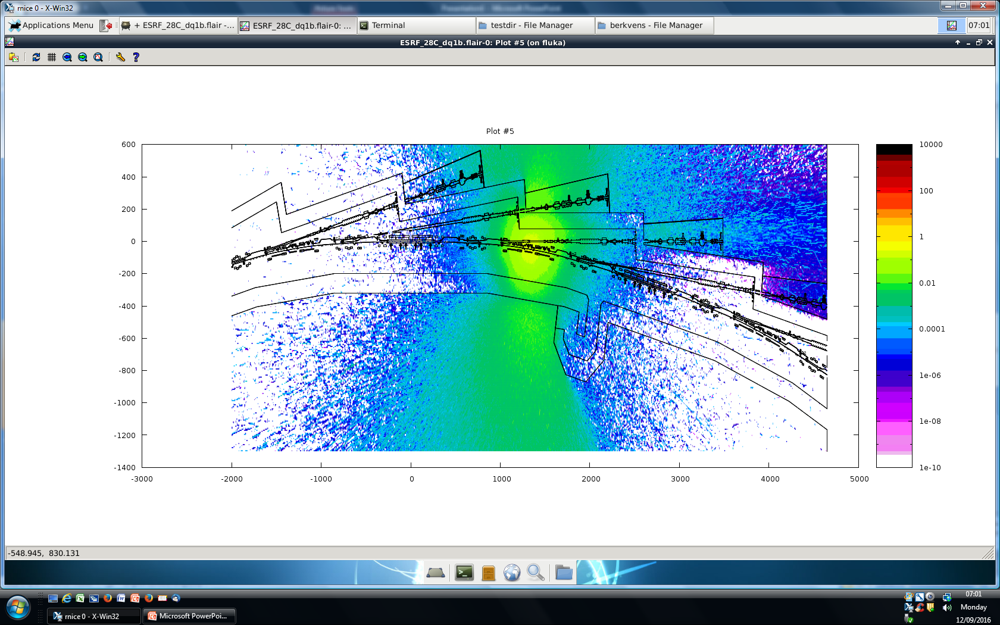 rnice 0 - X-Win32
Applications Menu
+ ESRF_28C_dq1b.flair -...
ESRF_28C_dq1b.flair-0: ...
Terminal
testdir - File Manager
berkvens - File Manager
07:01
ESRF_28C_dq1b.flair-0: Plot #5 (on fluka)
Plot #5
600
400
200
0
-200
-400
-600
-800
-1000
-1200
-1400
-3000
-2000
-1000
0
1000
2000
3000
4000
5000
10000
100
1
0.01
0.0001
1e-06
1e-08
1e-10
-548.945, 830.131
07:01
Monday
12/09/2016
rnice 0 - X-Win32
Microsoft PowerPoi...